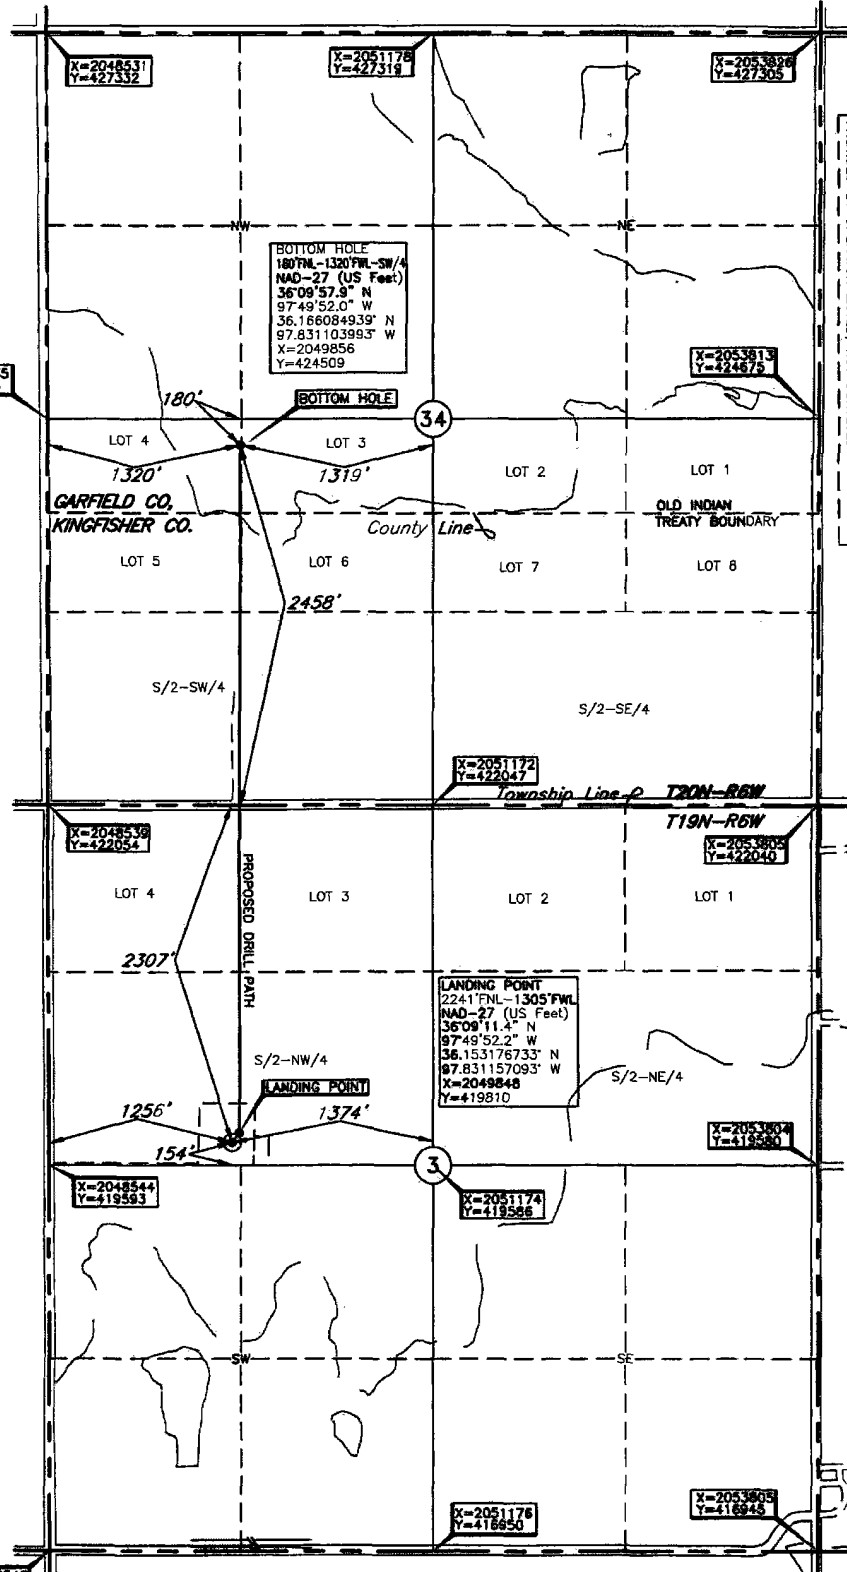 X=2048531
Y=427332
X=2051178
Y=427319
X=2053826
Y=427305
NW
NE
BOTTOM HOLE
180'FNL-1320'FWL-SW/4
NAD-27 (US Feet)
36°09'57.9" N
97°49'52.0" W
36.166084939° N
97.831103993° W
X=2049856
Y=424509
X=2053813
Y=424675
5
180'
BOTTOM HOLE
34
LOT 4
LOT 3
LOT 2
LOT 1
1320'
1319'
GARFIELD CO,
KINGFISHER CO.
County Line
OLD INDIAN
TREATY BOUNDARY
LOT 5
LOT 6
LOT 7
LOT 8
2458'
S/2-SW/4
S/2-SE/4
X=2051172
Y=422047
Township Line
T20N-R6W
T19N-R6W
X=2048539
Y=422054
X=2053805
Y=422040
LOT 4
LOT 3
LOT 2
LOT 1
PROPOSED DRILL PATH
2307'
LANDING POINT
2241'FNL-1305'FWL
NAD-27 (US Feet)
36°09'11.4" N
97°49'52.2" W
36.153176733° N
97.831157093° W
X=2049848
Y=419810
S/2-NW/4
S/2-NE/4
LANDING POINT
1256'
1374'
154'
X=2053804
Y=419580
3
X=2048544
Y=419593
X=2051174
Y=419586
SW
SE
X=2051176
Y=416950
X=2053805
Y=416945